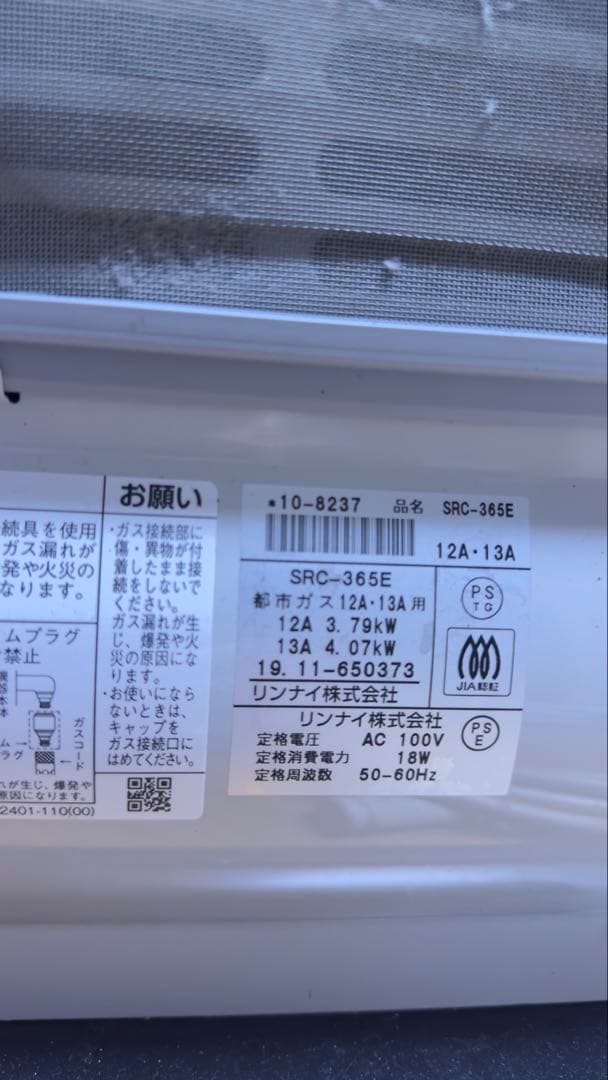 続具を使用
ガス漏れが
発や火災の
なります。
ムプラグ
禁止
ガスコード
ム
プラグ
れが生じ、爆発や
原因になります。
2401-110(00)
お願い
・ガス接続部に
傷・異物が付
着したまま接
続をしないで
ください。
ガス漏れが生
じ、爆発や火
災の原因にな
ります。
・お使いになら
ないときは、
キャップを
ガス接続口に
はめてください。
*10-8237 品名 SRC-365E
12A・13A
SRC-365E
都市ガス12A・13A用
12A 3.79kW
13A 4.07kW
19.11-650373
リンナイ株式会社
PS
TG
JIA認証
リンナイ株式会社
定格電圧 AC 100V
定格消費電力 18W
定格周波数 50-60Hz
PS
E